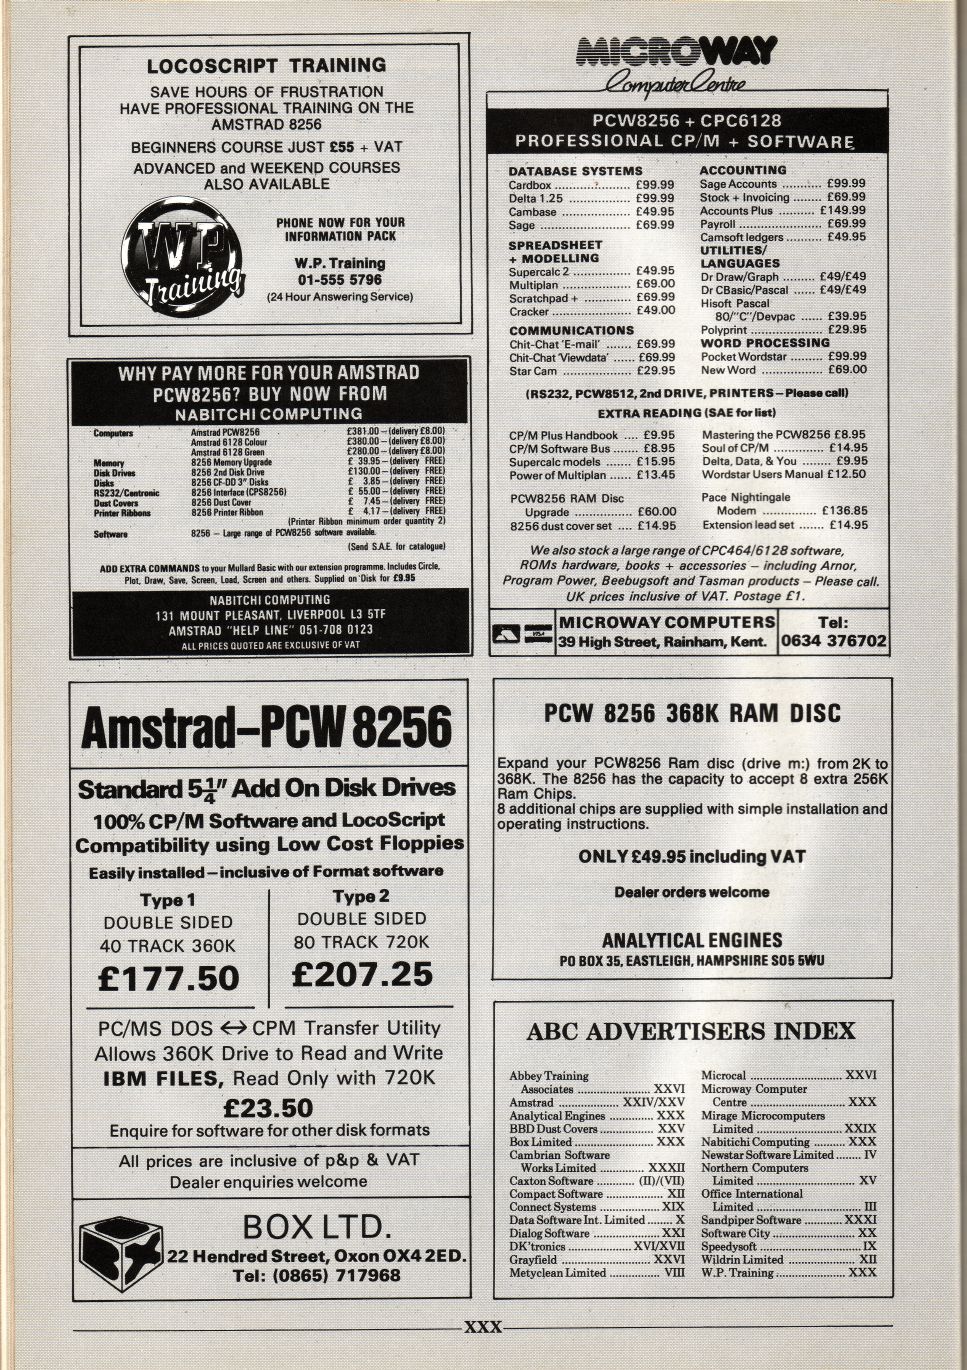 LOCOSCRIPT TRAINING
SAVE HOURS OF FRUSTRATION
HAVE PROFESSIONAL TRAINING ON THE
AMSTRAD 8256
BEGINNERS COURSE JUST £55 + VAT
ADVANCED and WEEKEND COURSES
ALSO AVAILABLE
WP
Training
PHONE NOW FOR YOUR
INFORMATION PACK
W.P. Training
01-555 5796
(24 Hour Answering Service)
WHY PAY MORE FOR YOUR AMSTRAD
PCW8256? BUY NOW FROM
NABITCHI COMPUTING
Computers Amstrad PCW8256 £381.00 – (delivery £8.00)
Amstrad 6128 Colour £380.00 – (delivery £8.00)
Amstrad 6128 Green £280.00 – (delivery £8.00)
Memory 8256 Memory Upgrade £ 39.95 – (delivery FREE)
Disk Drives 8256 2nd Disk Drive £130.00 – (delivery FREE)
Disks 8256 CF-DD 3" Disks £ 3.85 – (delivery FREE)
RS232/Centronic 8256 Interface (CPS8256) £ 55.00 – (delivery FREE)
Dust Covers 8256 Dust Cover £ 7.45 – (delivery FREE)
Printer Ribbons 8256 Printer Ribbon £ 4.17 – (delivery FREE)
(Printer Ribbon minimum order quantity 2)
Software 8256 – Large range of PCW8256 software available.
(Send S.A.E. for catalogue)
ADD EXTRA COMMANDS to your Mullard Basic with our extension programme. Includes Circle,
Plot, Draw, Save, Screen, Load, Screen and others. Supplied on Disk for £9.95
NABITCHI COMPUTING
131 MOUNT PLEASANT, LIVERPOOL L3 5TF
AMSTRAD "HELP LINE" 051-708 0123
ALL PRICES QUOTED ARE EXCLUSIVE OF VAT
Amstrad–PCW 8256
Standard 5¼" Add On Disk Drives
100% CP/M Software and LocoScript
Compatibility using Low Cost Floppies
Easily installed – inclusive of Format software
Type 1
DOUBLE SIDED
40 TRACK 360K
£177.50
Type 2
DOUBLE SIDED
80 TRACK 720K
£207.25
PC/MS DOS ↔ CPM Transfer Utility
Allows 360K Drive to Read and Write
IBM FILES, Read Only with 720K
£23.50
Enquire for software for other disk formats
All prices are inclusive of p&p & VAT
Dealer enquiries welcome
BOX LTD.
22 Hendred Street, Oxon OX4 2ED.
Tel: (0865) 717968
MICROWAY
Computer Centre
PCW8256 + CPC6128
PROFESSIONAL CP/M + SOFTWARE
DATABASE SYSTEMS
Cardbox .................... £99.99
Delta 1.25 ................ £99.99
Cambase .................. £49.95
Sage ........................ £69.99
SPREADSHEET
+ MODELLING
Supercalc 2 ............... £49.95
Multiplan .................. £69.00
Scratchpad + ............ £69.99
Cracker ..................... £49.00
COMMUNICATIONS
Chit-Chat 'E-mail' ....... £69.99
Chit-Chat 'Viewdata' ...... £69.99
Star Cam .................. £29.95
ACCOUNTING
Sage Accounts .......... £99.99
Stock + Invoicing ....... £69.99
Accounts Plus .......... £149.99
Payroll ...................... £69.99
Camsoft ledgers ......... £49.95
UTILITIES/
LANGUAGES
Dr Draw/Graph ........ £49/£49
Dr CBasic/Pascal ...... £49/£49
Hisoft Pascal
80/"C"/Devpac ...... £39.95
Polyprint ................... £29.95
WORD PROCESSING
Pocket Wordstar ......... £99.99
New Word ................. £69.00
(RS232, PCW8512, 2nd DRIVE, PRINTERS – Please call)
EXTRA READING (SAE for list)
CP/M Plus Handbook .... £9.95
CP/M Software Bus ...... £8.95
Supercalc models ...... £15.95
Power of Multiplan ..... £13.45
Mastering the PCW8256 £8.95
Soul of CP/M ............. £14.95
Delta, Data, & You ........ £9.95
Wordstar Users Manual £12.50
PCW8256 RAM Disc
Upgrade ................. £60.00
8256 dust cover set .... £14.95
Pace Nightingale
Modem ................ £136.85
Extension lead set ....... £14.95
We also stock a large range of CPC464/6128 software,
ROMs hardware, books + accessories – including Arnor,
Program Power, Beebugsoft and Tasman products – Please call.
UK prices inclusive of VAT. Postage £1.
VISA
MICROWAY COMPUTERS
39 High Street, Rainham, Kent.
Tel:
0634 376702
PCW 8256 368K RAM DISC
Expand your PCW8256 Ram disc (drive m:) from 2K to
368K. The 8256 has the capacity to accept 8 extra 256K
Ram Chips.
8 additional chips are supplied with simple installation and
operating instructions.
ONLY £49.95 including VAT
Dealer orders welcome
ANALYTICAL ENGINES
PO BOX 35, EASTLEIGH, HAMPSHIRE SO5 5WU
ABC ADVERTISERS INDEX
Abbey Training
Associates ...................... XXVI
Amstrad .................. XXIV/XXV
Analytical Engines ............. XXX
BBD Dust Covers ................. XXV
Box Limited ........................ XXX
Cambrian Software
Works Limited ............. XXXII
Caxton Software ........... (II)/(VII)
Compact Software ................. XII
Connect Systems .................. XIX
Data Software Int. Limited ....... X
Dialog Software .................... XXI
DK'tronics ................... XVI/XVII
Grayfield ............................ XXVI
Metyclean Limited ............... VIII
Microcal ............................ XXVI
Microway Computer
Centre ............................ XXX
Mirage Microcomputers
Limited .......................... XXIX
Nabitichi Computing ......... XXX
Newstar Software Limited ....... IV
Northern Computers
Limited ............................ XV
Office International
Limited ............................. III
Sandpiper Software ........... XXXI
Software City ........................ XX
Speedysoft ............................ IX
Wildrin Limited .................... XII
W.P. Training ...................... XXX
XXX